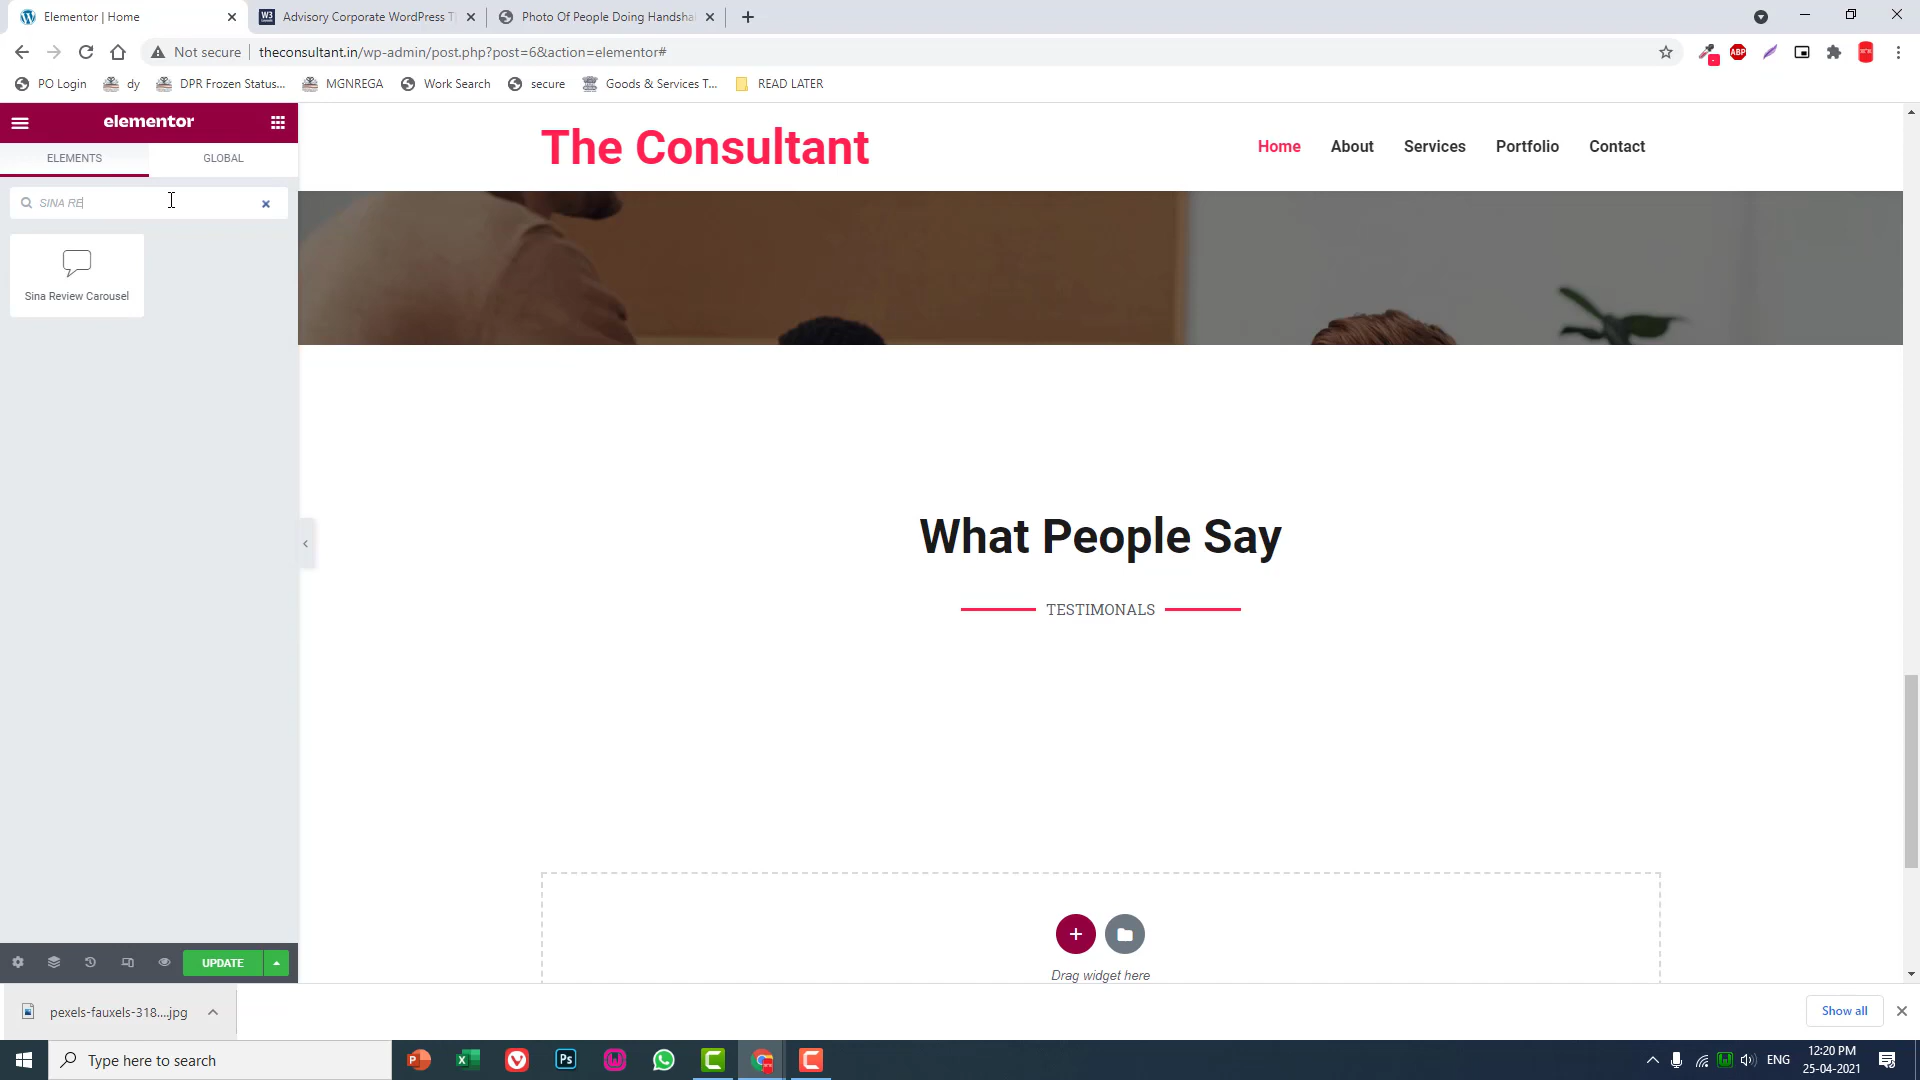 Elementor | Home
Advisory Corporate WordPress T
Photo Of People Doing Handsha
Not secure
theconsultant.in/wp-admin/post.php?post=6&action=elementor#
ABP
PO Login
dy
DPR Frozen Status...
MGNREGA
Work Search
secure
Goods & Services T...
READ LATER
elementor
ELEMENTS
GLOBAL
SINA RE
Sina Review Carousel
The Consultant
Home
About
Services
Portfolio
Contact
What People Say
TESTIMONALS
Drag widget here
UPDATE
pexels-fauxels-318....jpg
Show all
Type here to search
ENG
12:20 PM
25-04-2021